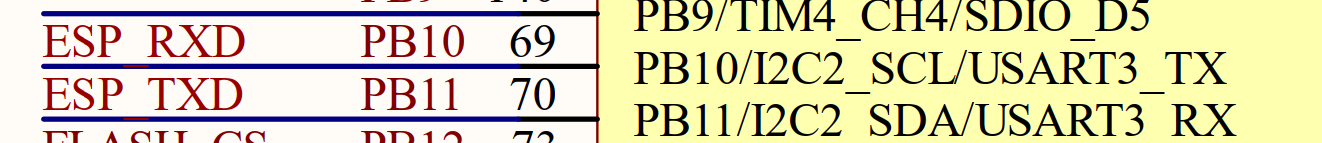 PB9/TIM4_CH4/SDIO_D5
ESP_RXD PB10 69 PB10/I2C2_SCL/USART3_TX
ESP_TXD PB11 70 PB11/I2C2_SDA/USART3_RX